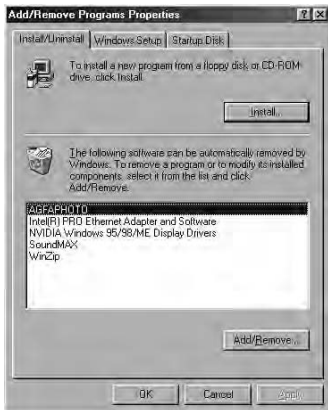 Add/Remove Programs Properties
Install/Uninstall Windows Setup Startup Disk
To install a new program from a floppy disk or CD-ROM
drive, click Install.
Install...
The following software can be automatically removed by
Windows. To remove a program or to modify its installed
components, select it from the list and click
Add/Remove.
AGFAPHOTO
Intel(R) PRO Ethernet Adapter and Software
NVIDIA Windows 95/98/ME Display Drivers
SoundMAX
WinZip
Add/Remove...
OK Cancel Apply